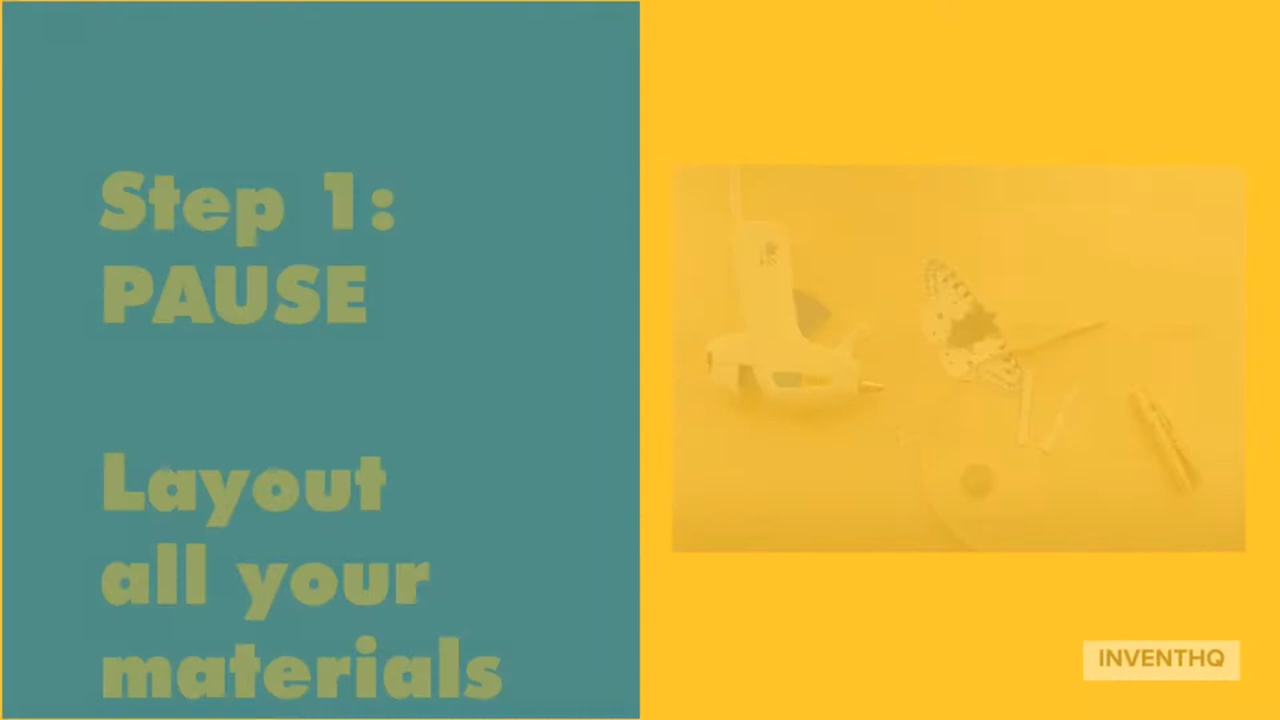 Step 1:
PAUSE
Layout
all your
materials
INVENTHQ